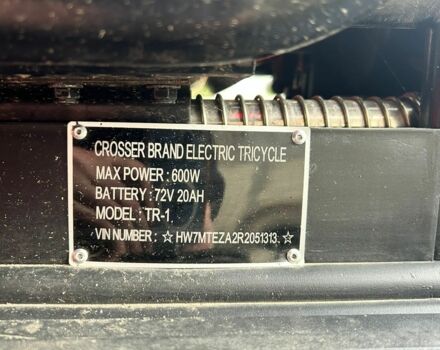 CROSSER BRAND ELECTRIC TRICYCLE
MAX POWER : 600W
BATTERY : 72V 20AH
MODEL : TR-1
VIN NUMBER : ☆ HW7MTEZA2R2051313 ☆